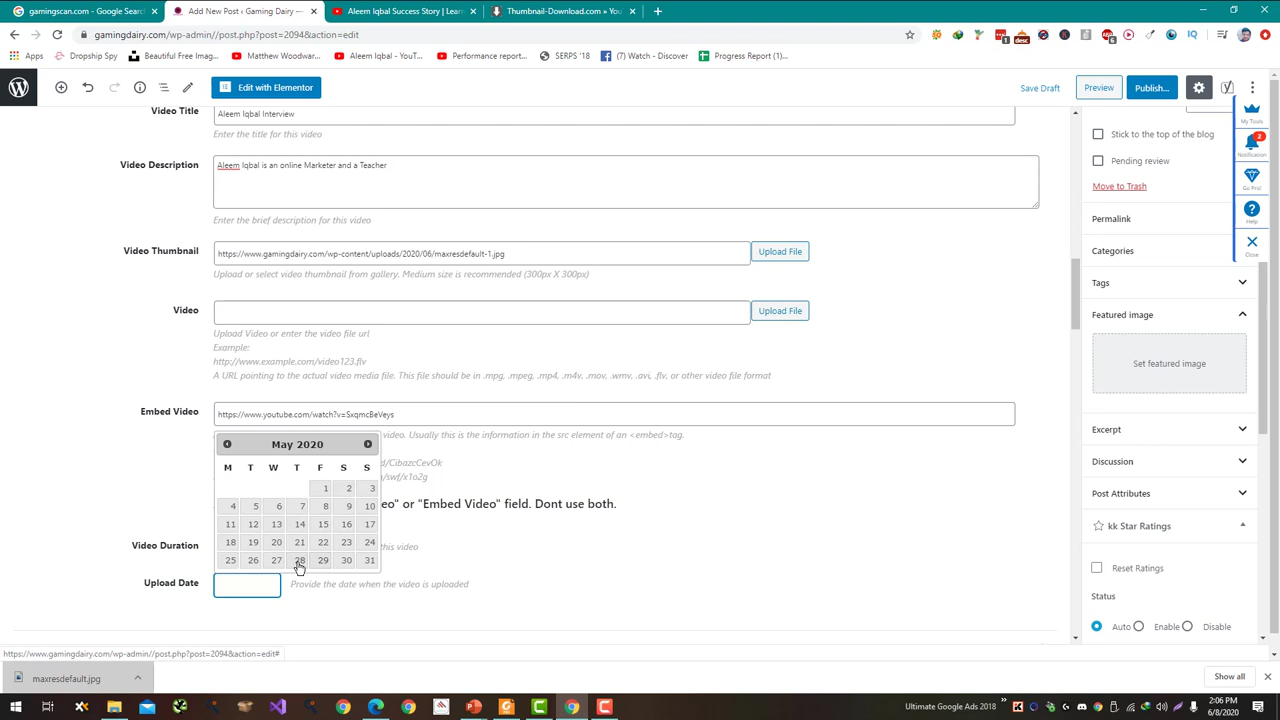 gamingscan.com - Google Search
Add New Post ‹ Gaming Dairy —
Aleem Iqbal Success Story | Learn
Thumbnail-Download.com » You
gamingdairy.com/wp-admin//post.php?post=2094&action=edit
Apps
Dropship Spy
Beautiful Free Imag...
Matthew Woodwar...
Aleem Iqbal - YouT...
Performance report...
SERPS '18
(7) Watch - Discover
Progress Report (1)...
Edit with Elementor
Save Draft
Preview
Publish...
Video Title
Aleem Iqbal Interview
Enter the title for this video
Video Description
Aleem Iqbal is an online Marketer and a Teacher
Enter the brief description for this video
Video Thumbnail
https://www.gamingdairy.com/wp-content/uploads/2020/06/maxresdefault-1.jpg
Upload File
Upload or select video thumbnail from gallery. Medium size is recommended (300px X 300px)
Video
Upload File
Upload Video or enter the video file url
Example:
http://www.example.com/video123.flv
A URL pointing to the actual video media file. This file should be in .mpg, .mpeg, .mp4, .m4v, .mov, .wmv, .avi, .flv, or other video file format
Embed Video
https://www.youtube.com/watch?v=SxqmcBeVeys
video. Usually this is the information in the src element of an <embed>tag.
d/CibazcCevOk
n/swf/x1o2g
eo" or "Embed Video" field. Dont use both.
May 2020
M T W T F S S
1 2 3
4 5 6 7 8 9 10
11 12 13 14 15 16 17
18 19 20 21 22 23 24
25 26 27 28 29 30 31
Video Duration
this video
Upload Date
Provide the date when the video is uploaded
Stick to the top of the blog
Pending review
Move to Trash
Permalink
Categories
Tags
Featured image
Set featured image
Excerpt
Discussion
Post Attributes
kk Star Ratings
Reset Ratings
Status
Auto
Enable
Disable
My Tools
2
Notification
Go Pro!
Help
Close
https://www.gamingdairy.com/wp-admin//post.php?post=2094&action=edit#
maxresdefault.jpg
Show all
Ultimate Google Ads 2018
2:06 PM
6/8/2020